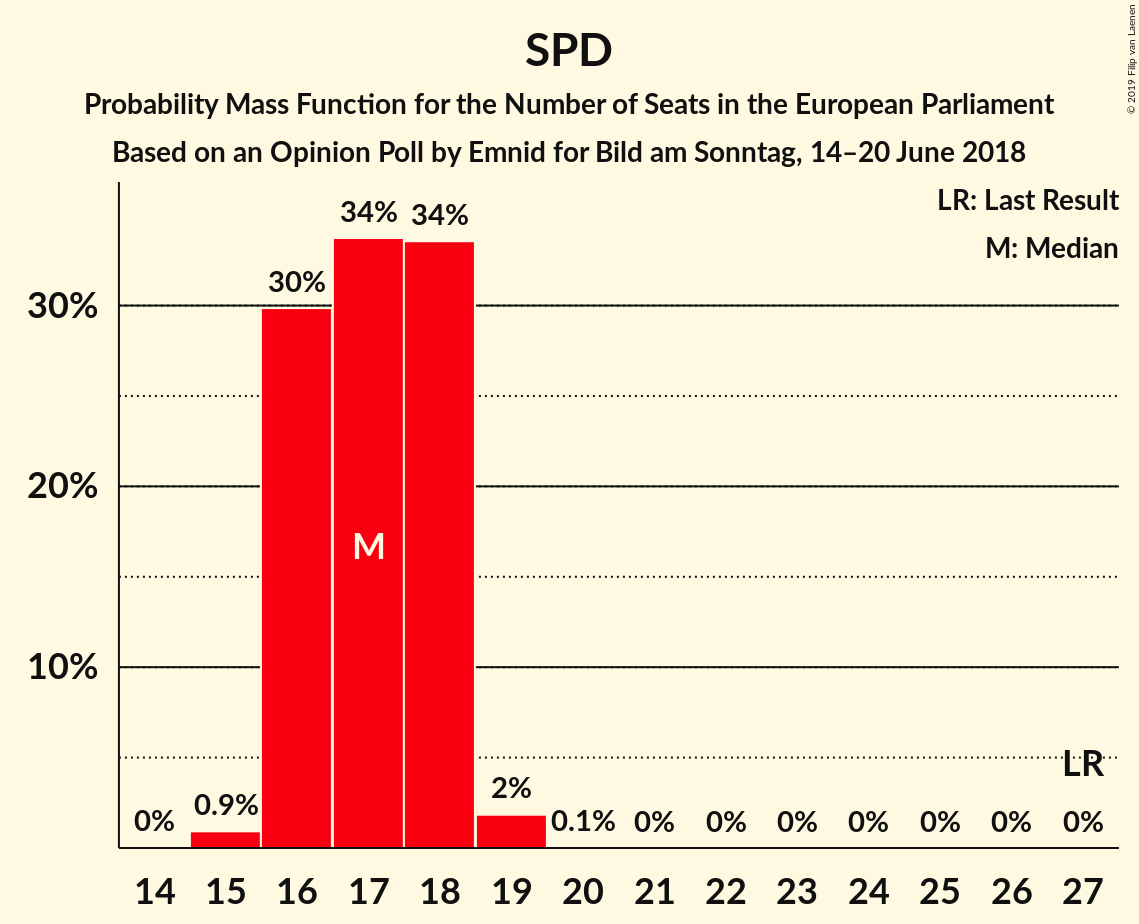 SPD
Probability Mass Function for the Number of Seats in the European Parliament
Based on an Opinion Poll by Emnid for Bild am Sonntag, 14–20 June 2018
© 2019 Filip van Laenen
LR: Last Result
M: Median
34% 34%
30%
30%
20%
M
10%
LR
0% 0.9% 2% 0.1% 0% 0% 0% 0% 0% 0% 0%
14 15 16 17 18 19 20 21 22 23 24 25 26 27